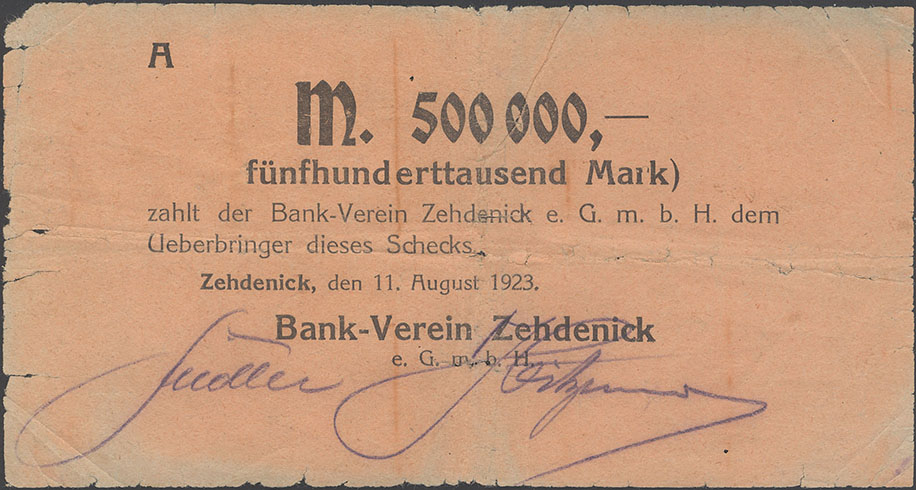 A
M. 500 000,—
fünfhunderttausend Mark)
zahlt der Bank-Verein Zehdenick e. G. m. b. H. dem
Ueberbringer dieses Schecks.
Zehdenick, den 11. August 1923.
Bank-Verein Zehdenick
e. G. m. b. H.